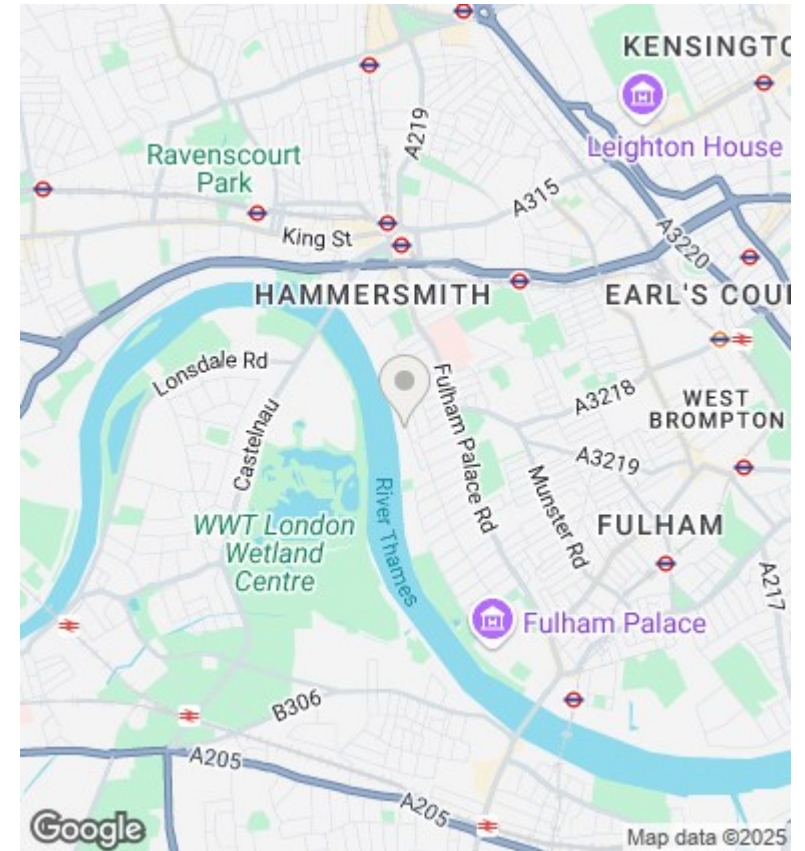 KENSINGTO
Leighton House
A219
Ravenscourt
Park
A315
King St
A3220
HAMMERSMITH
EARL'S COU
Lonsdale Rd
Fulham Palace Rd
A3218
WEST
BROMPTON
Castelnau
A3219
Munster Rd
River Thames
WWT London
Wetland
Centre
FULHAM
A217
Fulham Palace
B306
A205
A205
Google
Map data ©2025